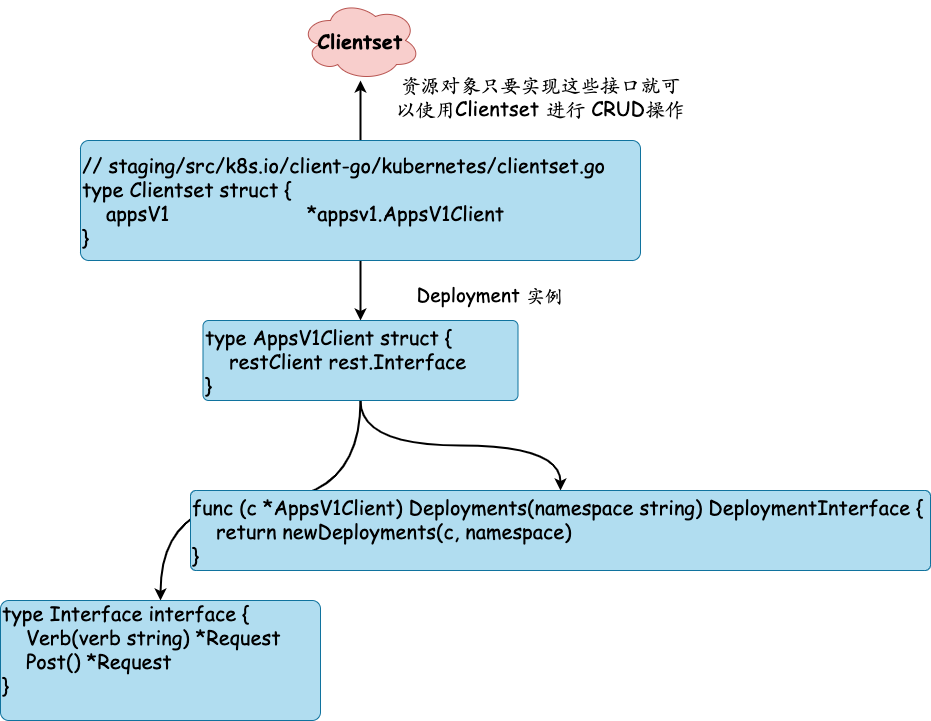 Clientset
资源对象只要实现这些接口就可
以使用Clientset 进行 CRUD操作
// staging/src/k8s.io/client-go/kubernetes/clientset.go
type Clientset struct {
    appsV1                       *appsv1.AppsV1Client
}
Deployment 实例
type AppsV1Client struct {
    restClient rest.Interface
}
func (c *AppsV1Client) Deployments(namespace string) DeploymentInterface {
    return newDeployments(c, namespace)
}
type Interface interface {
    Verb(verb string) *Request
    Post() *Request
}